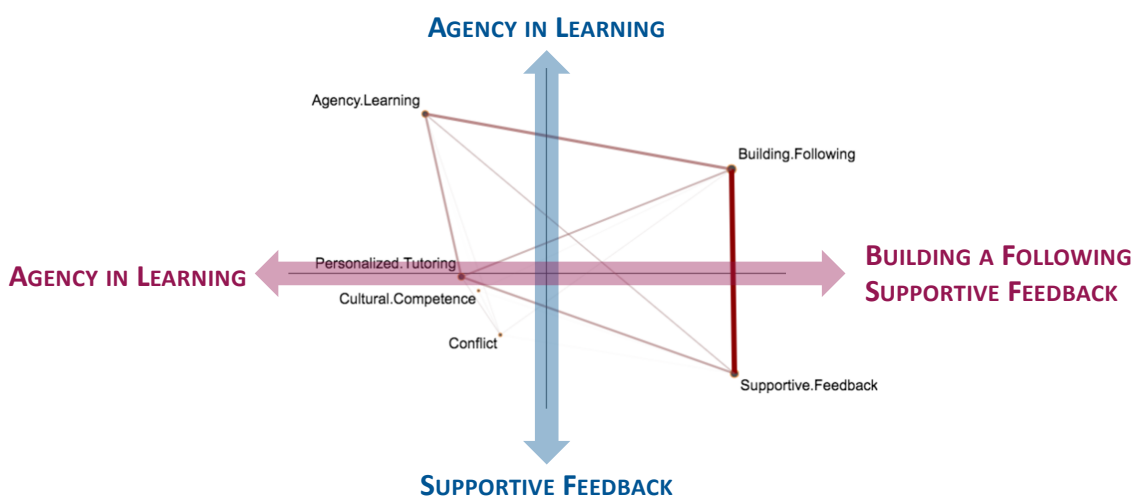 AGENCY IN LEARNING
Agency.Learning
Building.Following
Personalized.Tutoring
AGENCY IN LEARNING
BUILDING A FOLLOWING
SUPPORTIVE FEEDBACK
Cultural.Competence
Conflict
Supportive.Feedback
SUPPORTIVE FEEDBACK